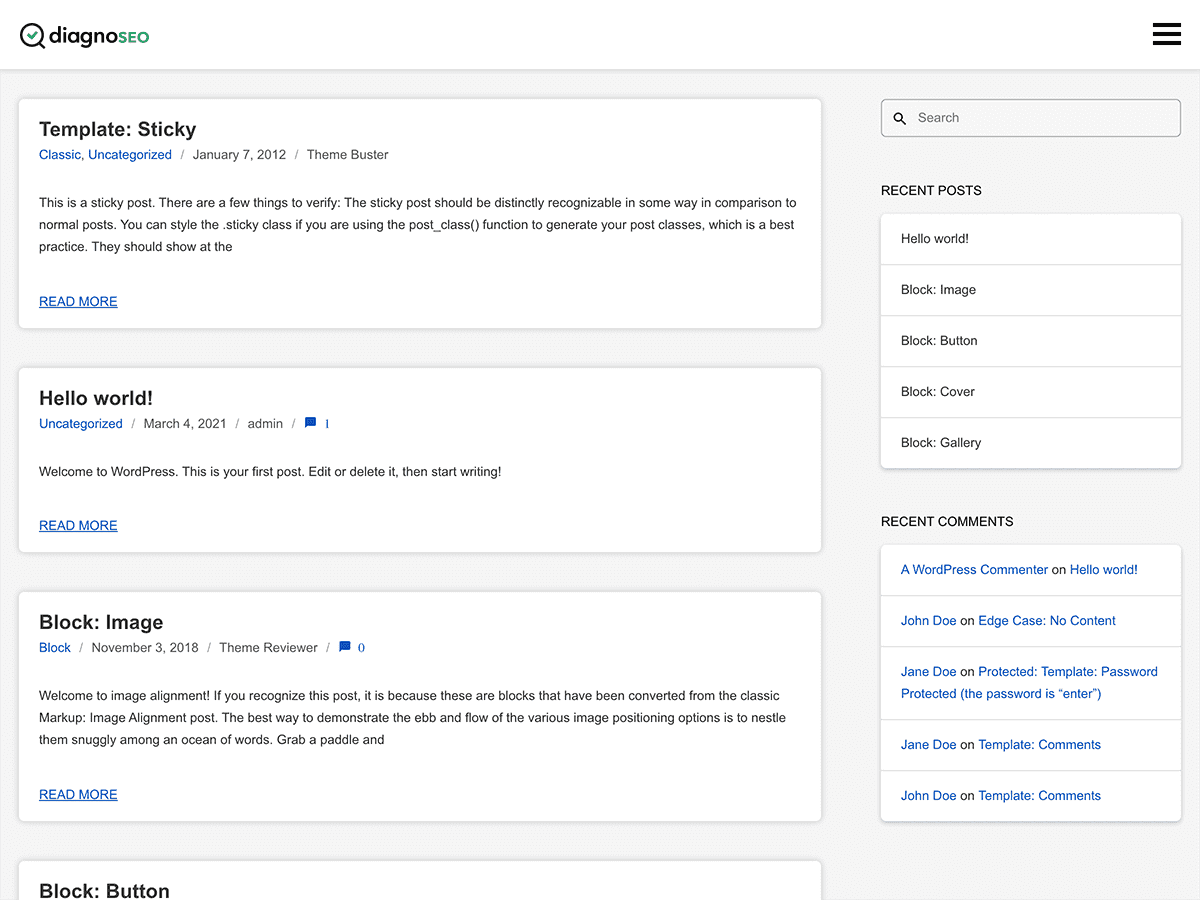 diagnoSEO
Template: Sticky
Classic, Uncategorized / January 7, 2012 / Theme Buster
This is a sticky post. There are a few things to verify: The sticky post should be distinctly recognizable in some way in comparison to
normal posts. You can style the .sticky class if you are using the post_class() function to generate your post classes, which is a best
practice. They should show at the
READ MORE
Hello world!
Uncategorized / March 4, 2021 / admin / 1
Welcome to WordPress. This is your first post. Edit or delete it, then start writing!
READ MORE
Block: Image
Block / November 3, 2018 / Theme Reviewer / 0
Welcome to image alignment! If you recognize this post, it is because these are blocks that have been converted from the classic
Markup: Image Alignment post. The best way to demonstrate the ebb and flow of the various image positioning options is to nestle
them snuggly among an ocean of words. Grab a paddle and
READ MORE
Block: Button
Search
RECENT POSTS
Hello world!
Block: Image
Block: Button
Block: Cover
Block: Gallery
RECENT COMMENTS
A WordPress Commenter on Hello world!
John Doe on Edge Case: No Content
Jane Doe on Protected: Template: Password
Protected (the password is “enter”)
Jane Doe on Template: Comments
John Doe on Template: Comments